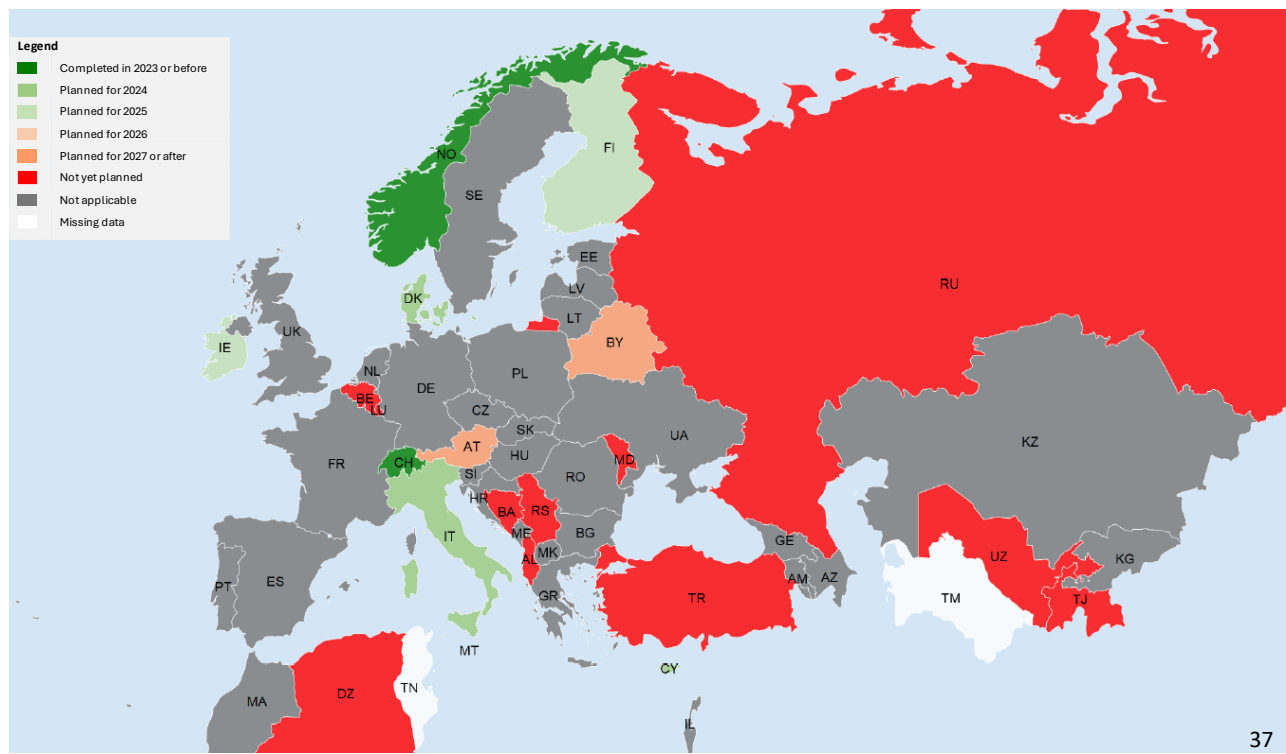 Legend
Completed in 2023 or before
Planned for 2024
Planned for 2025
Planned for 2026
Planned for 2027 or after
Not yet planned
Not applicable
Missing data
NO
FI
SE
EE
RU
LV
DK
LT
UK
BY
IE
NL
PL
DE
BE
LU
CZ
SK
UA
KZ
AT
HU
CH
FR
MD
SI
RO
HR
BA
RS
ME
BG
IT
GE
AL
MK
UZ
KG
AM
AZ
PT
ES
GR
TR
TM
TJ
MT
CY
TN
DZ
MA
IL
37